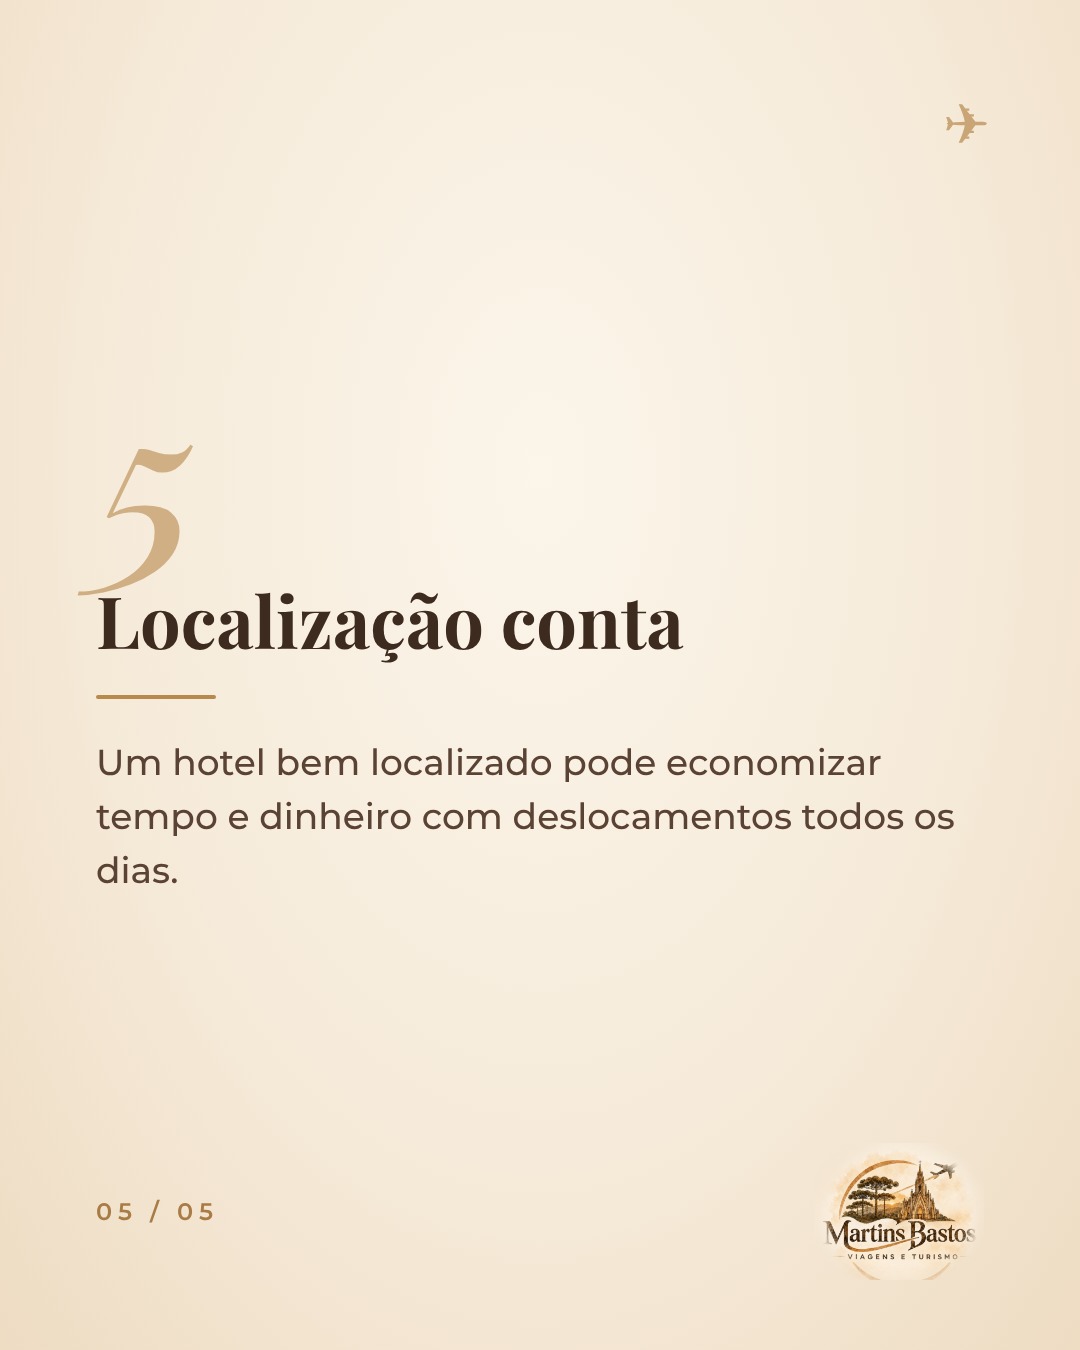 5
Localização conta
Um hotel bem localizado pode economizar
tempo e dinheiro com deslocamentos todos os
dias.
05 / 05
Martins Bastos
VIAGENS E TURISMO